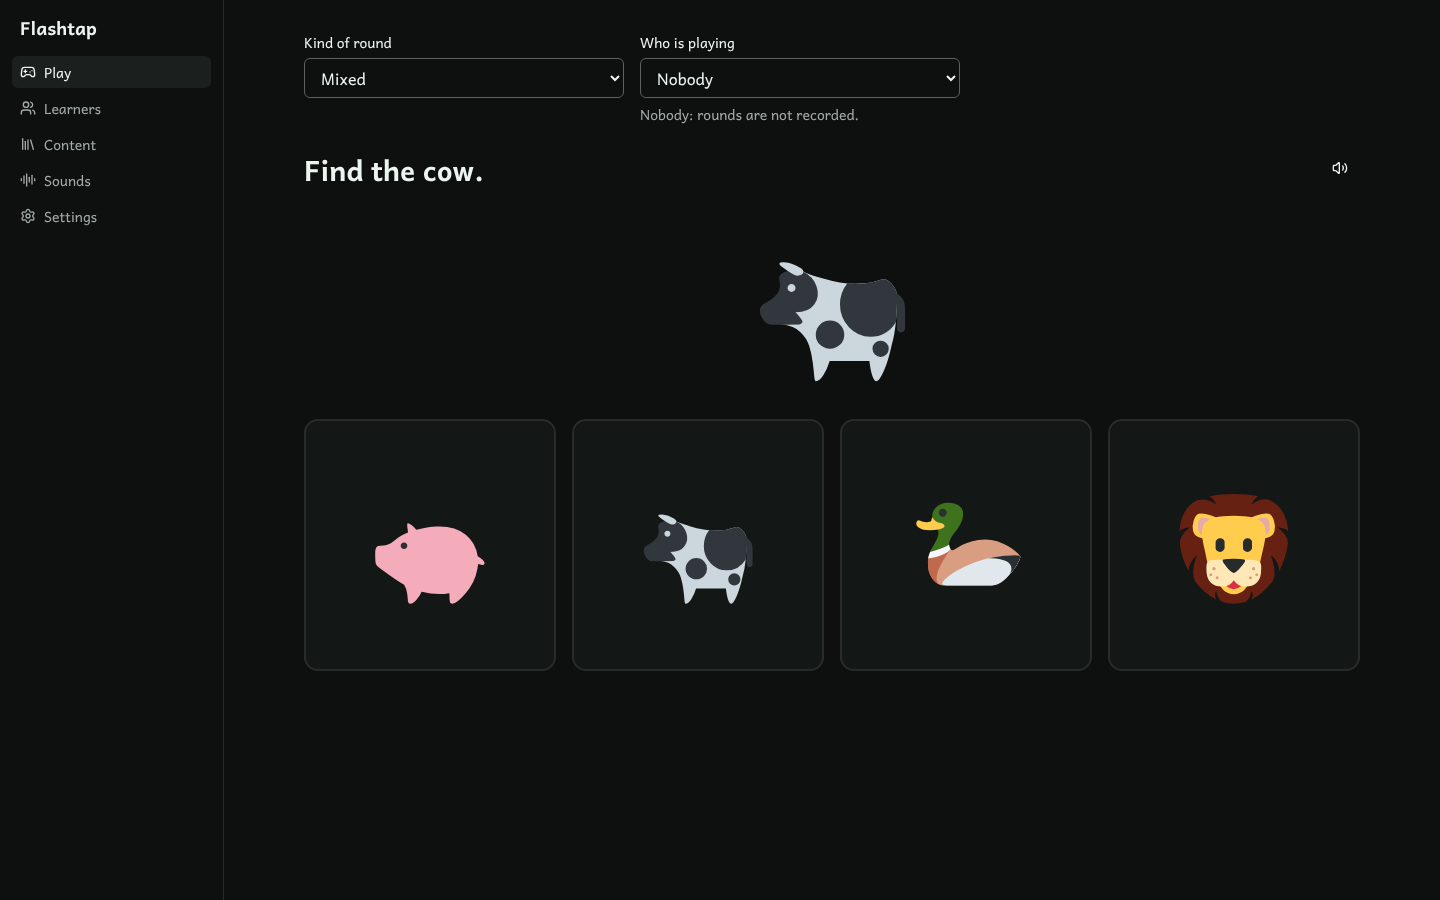 Flashtap
Play
Learners
Content
Sounds
Settings
Kind of round
Mixed
Who is playing
Nobody
Nobody: rounds are not recorded.
Find the cow.